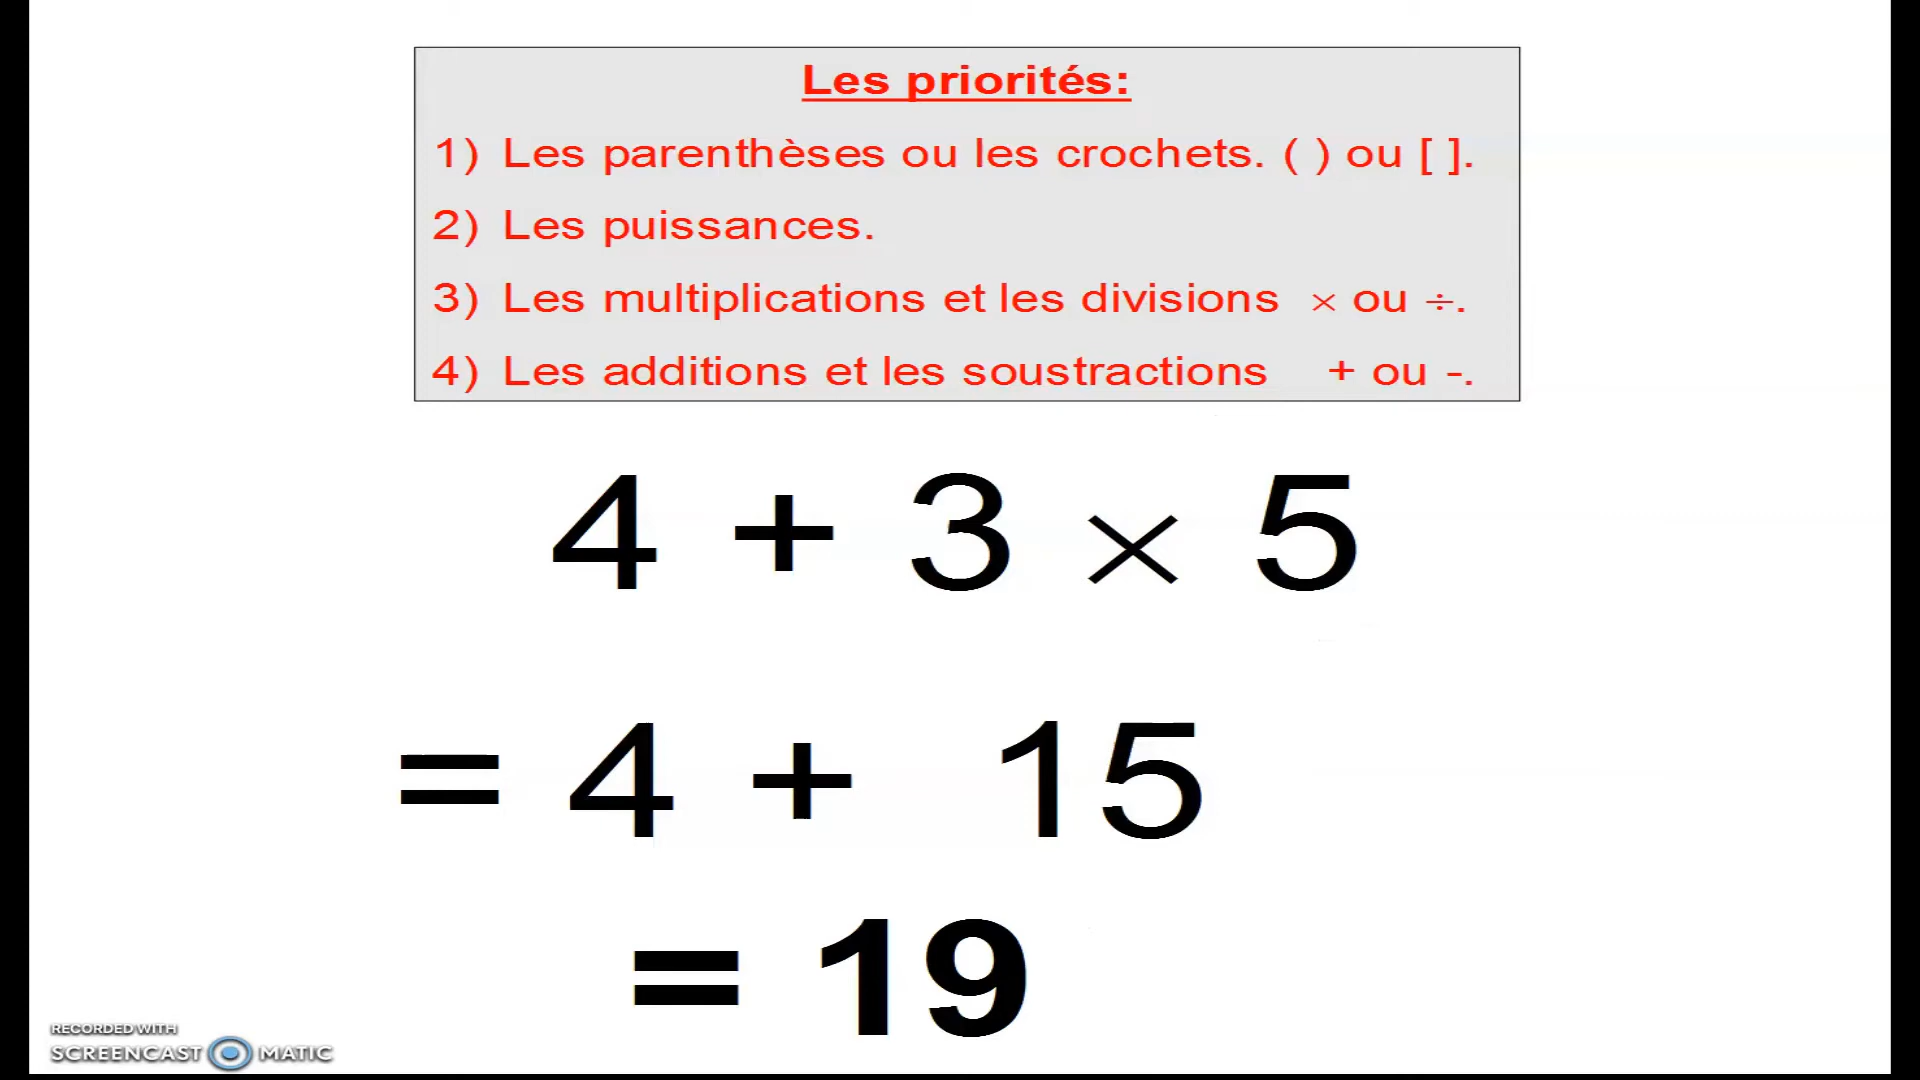 Les priorités:
1) Les parenthèses ou les crochets. ( ) ou [ ].
2) Les puissances.
3) Les multiplications et les divisions × ou ÷.
4) Les additions et les soustractions + ou -.
4 + 3 × 5
= 4 + 15
= 19
RECORDED WITH
SCREENCAST MATIC